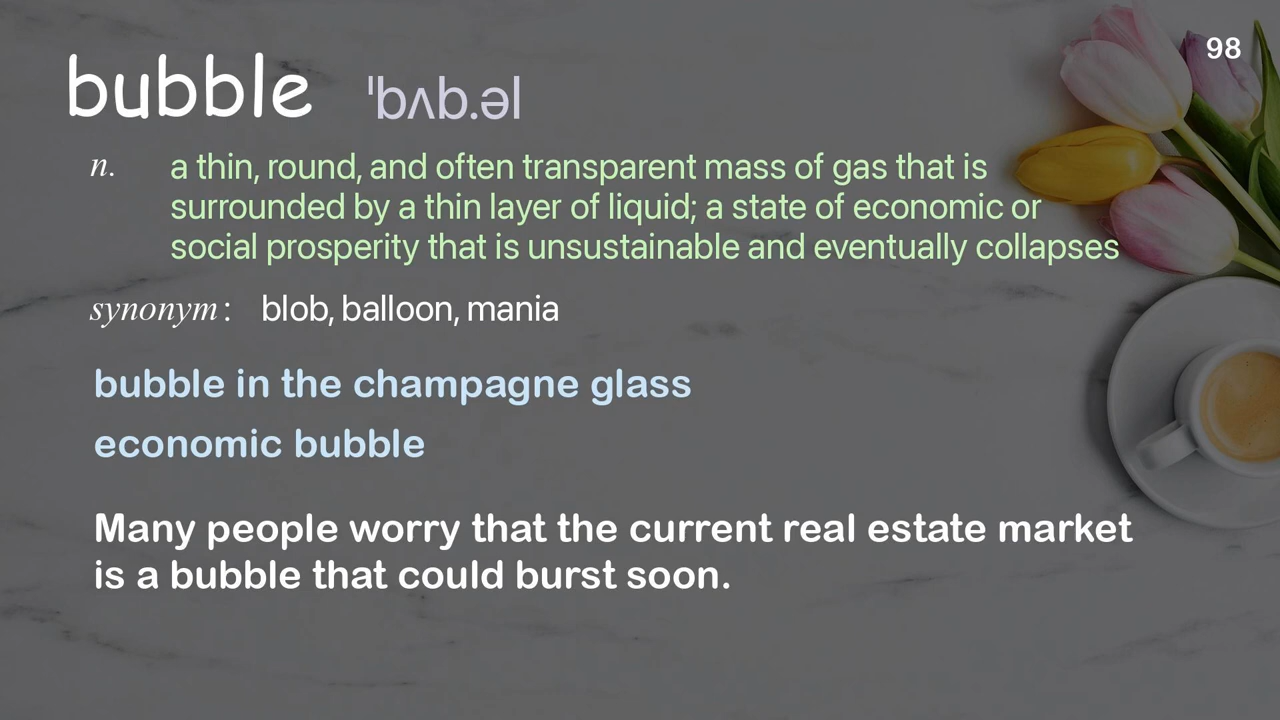 98
bubble ˈbʌb.əl
n. a thin, round, and often transparent mass of gas that is
surrounded by a thin layer of liquid; a state of economic or
social prosperity that is unsustainable and eventually collapses
synonym: blob, balloon, mania
bubble in the champagne glass
economic bubble
Many people worry that the current real estate market
is a bubble that could burst soon.